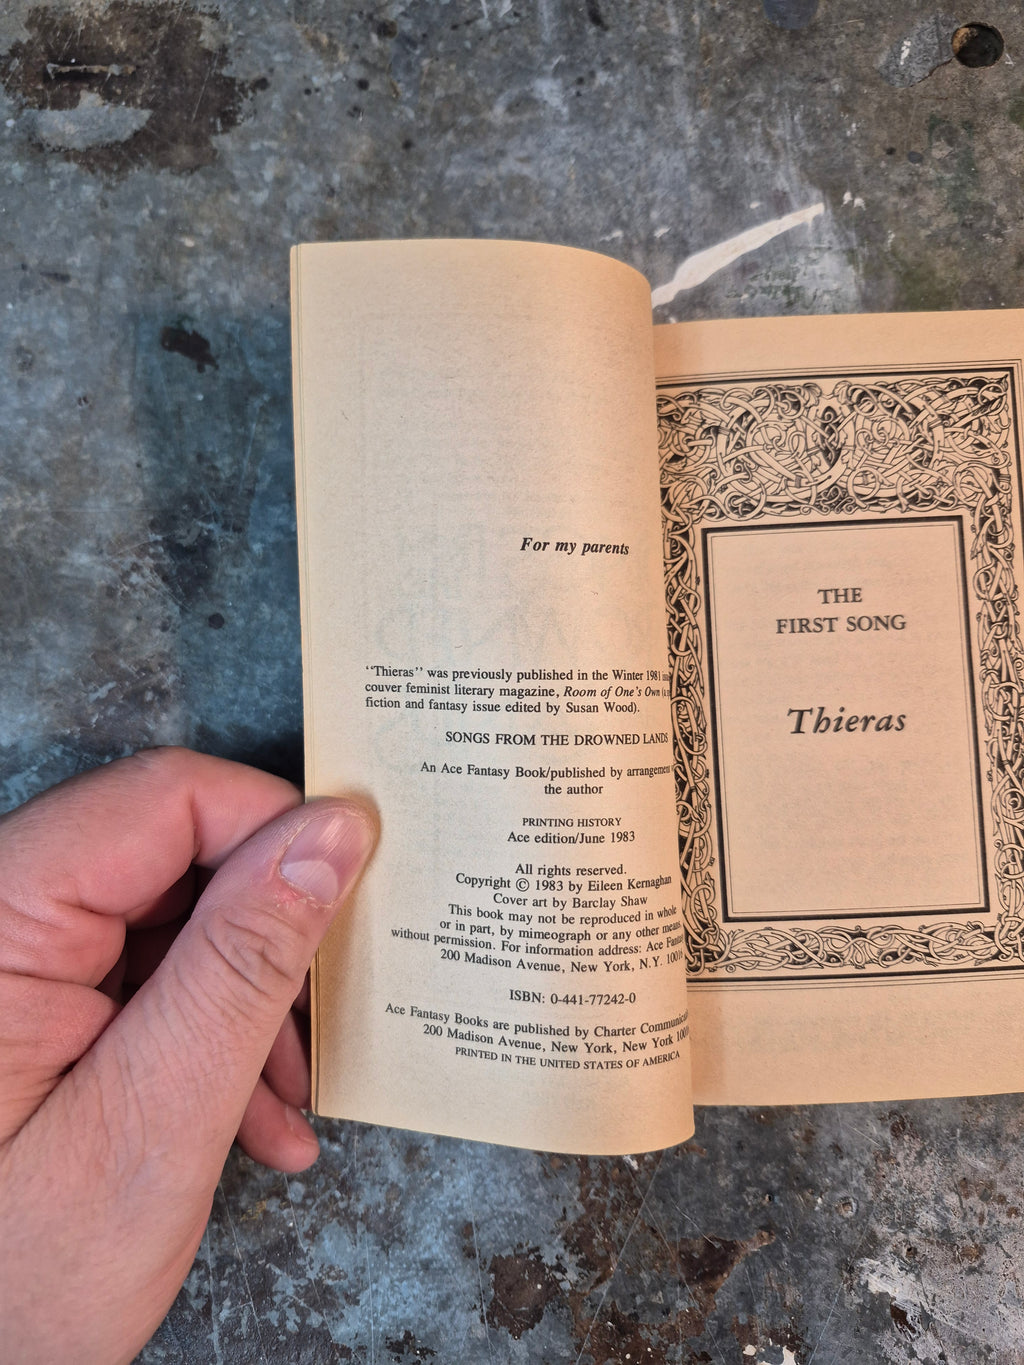 For my parents
“Thieras” was previously published in the Winter 1981
couver feminist literary magazine, Room of One's Own
fiction and fantasy issue edited by Susan Wood).
SONGS FROM THE DROWNED LANDS
An Ace Fantasy Book/published by arrangement
the author
PRINTING HISTORY
Ace edition/June 1983
All rights reserved.
Copyright © 1983 by Eileen Kernaghan
Cover art by Barclay Shaw
This book may not be reproduced in whole
or in part, by mimeograph or any other means,
without permission. For information address: Ace
200 Madison Avenue, New York, N.Y.
ISBN: 0-441-77242-0
Ace Fantasy Books are published by Charter
200 Madison Avenue, New York, New York
PRINTED IN THE UNITED STATES OF AMERICA
THE
FIRST SONG
Thieras